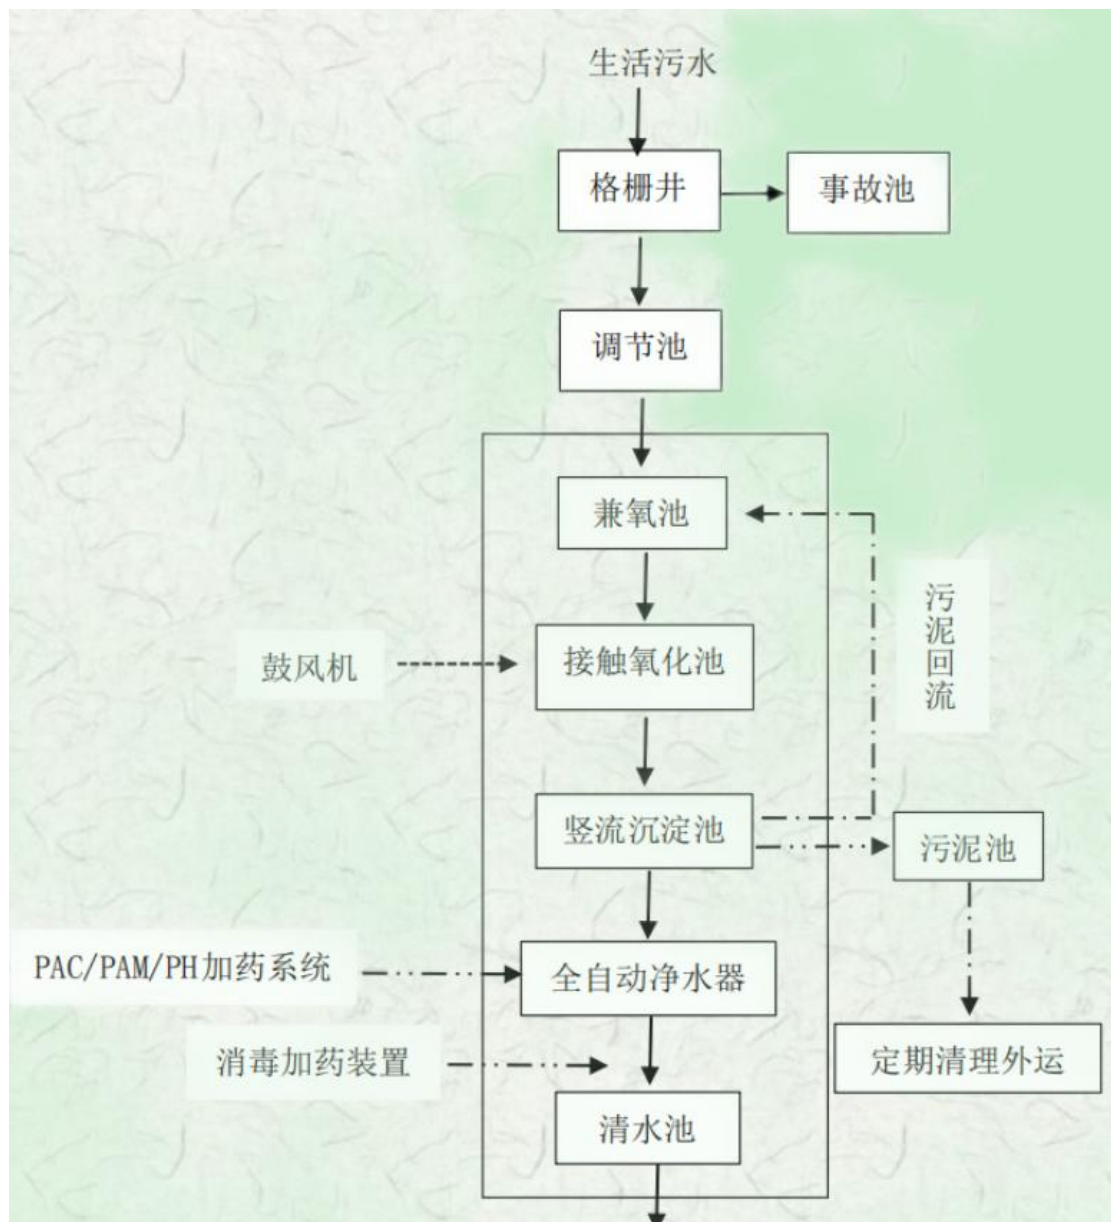 生活污水
格栅井
事故池
调节池
兼氧池
污泥回流
鼓风机
接触氧化池
竖流沉淀池
污泥池
PAC/PAM/PH加药系统
全自动净水器
消毒加药装置
定期清理外运
清水池